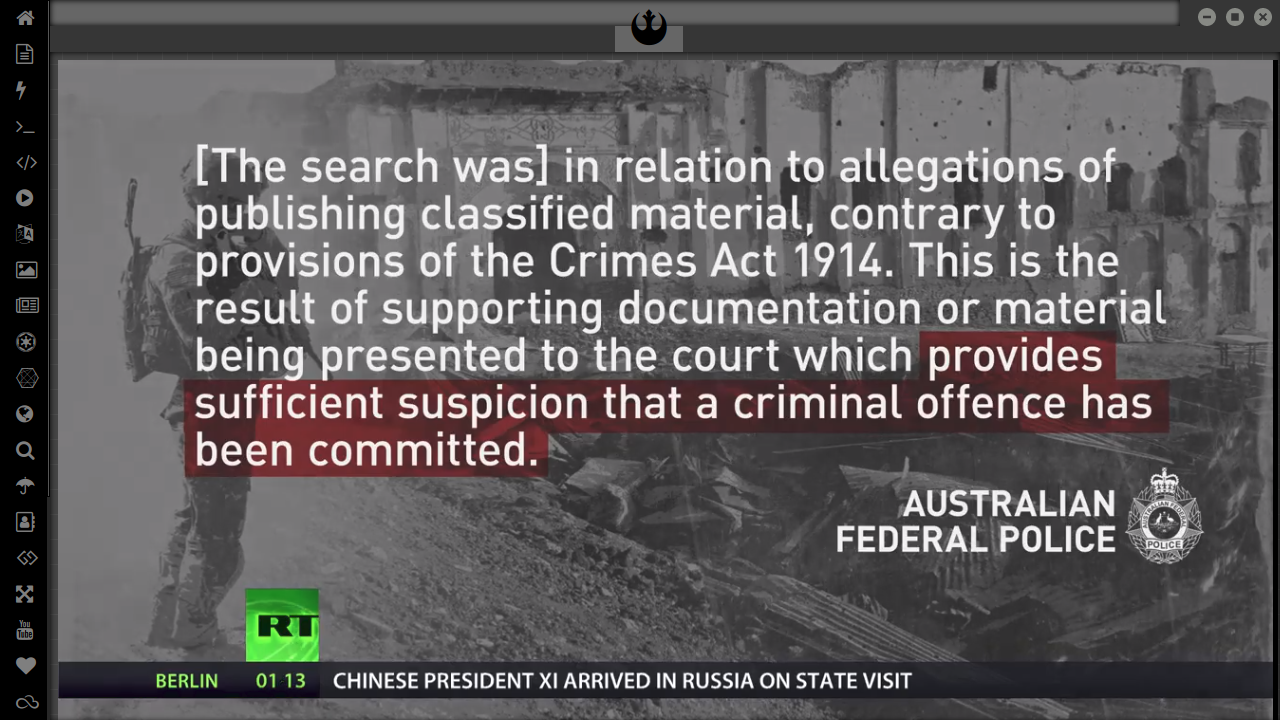 [The search was] in relation to allegations of
publishing classified material, contrary to
provisions of the Crimes Act 1914. This is the
result of supporting documentation or material
being presented to the court which provides
sufficient suspicion that a criminal offence has
been committed.
AUSTRALIAN
FEDERAL POLICE
POLICE
RT
BERLIN 01 13 CHINESE PRESIDENT XI ARRIVED IN RUSSIA ON STATE VISIT
You
Tube